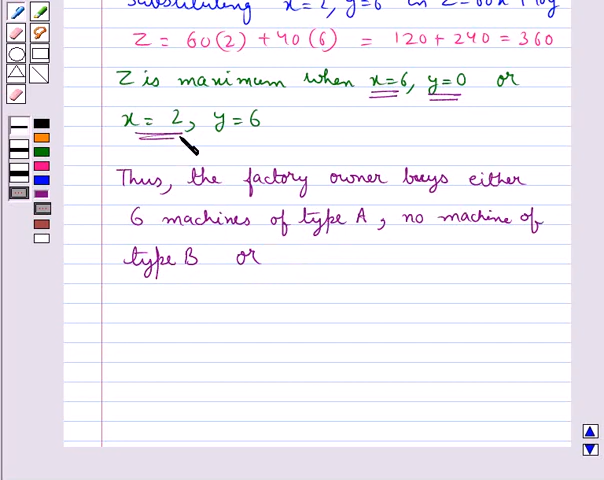 substituting x=2, y=6 in Z=60x+40y
Z = 60(2) + 40(6) = 120 + 240 = 360
Z is maximum when x=6, y=0 or
x = 2, y = 6
Thus, the factory owner buys either
6 machines of type A, no machine of
type B or